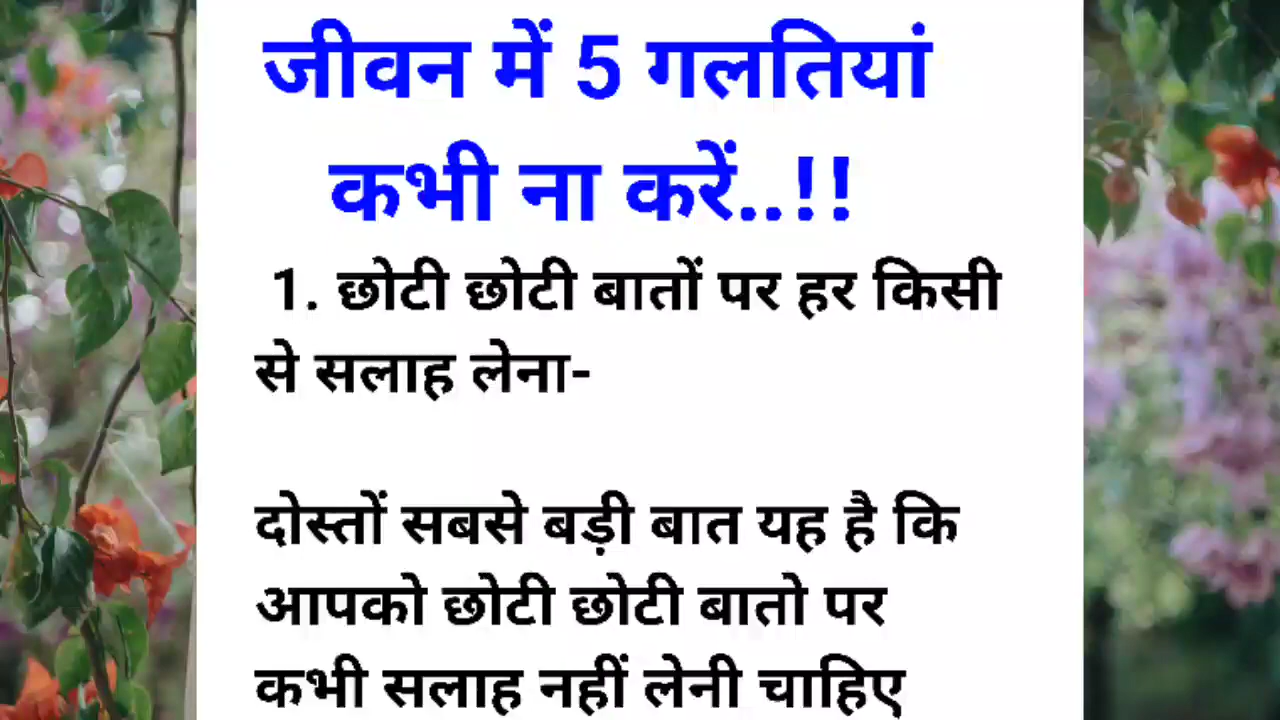 जीवन में 5 गलतियां
कभी ना करें..!!
1. छोटी छोटी बातों पर हर किसी
से सलाह लेना-
दोस्तों सबसे बड़ी बात यह है कि
आपको छोटी छोटी बातो पर
कभी सलाह नहीं लेनी चाहिए